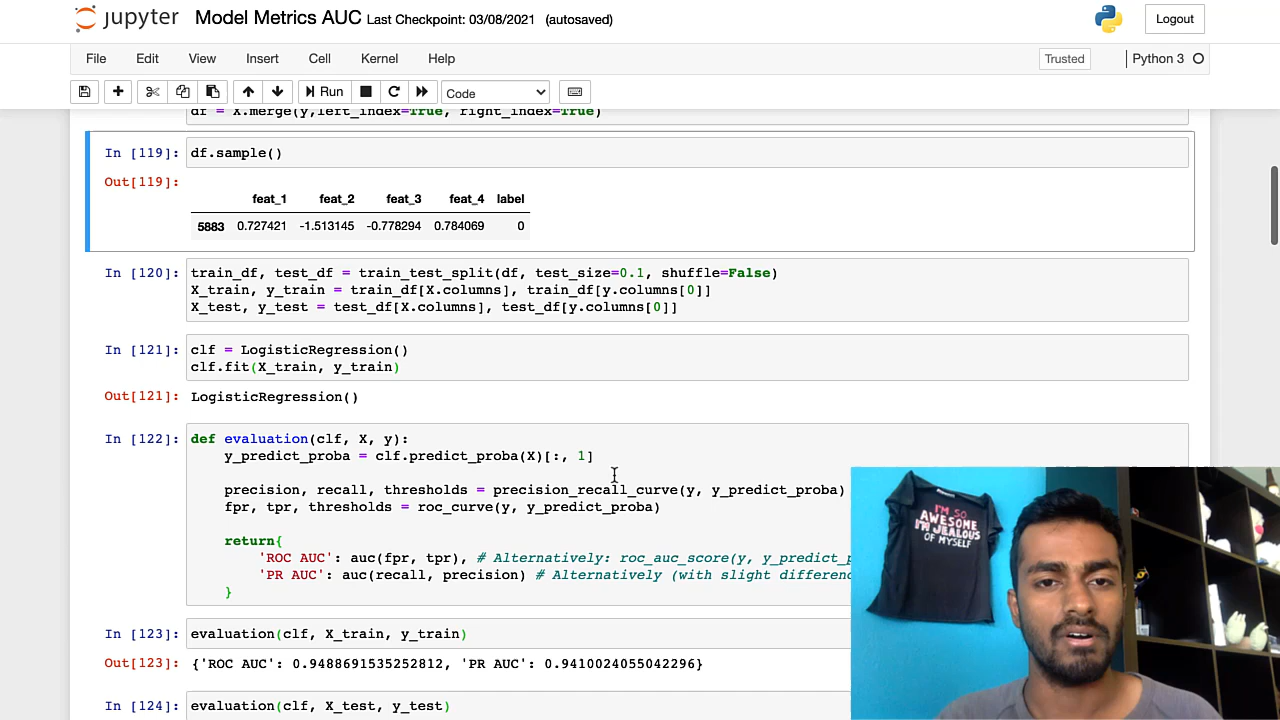 jupyter Model Metrics AUC Last Checkpoint: 03/08/2021 (autosaved) Logout
File Edit View Insert Cell Kernel Help Trusted Python 3
Run Code
df = X.merge(y,left_index=True, right_index=True)
In [119]: df.sample()
Out[119]:
feat_1 feat_2 feat_3 feat_4 label
5883 0.727421 -1.513145 -0.778294 0.784069 0
In [120]: train_df, test_df = train_test_split(df, test_size=0.1, shuffle=False)
X_train, y_train = train_df[X.columns], train_df[y.columns[0]]
X_test, y_test = test_df[X.columns], test_df[y.columns[0]]
In [121]: clf = LogisticRegression()
clf.fit(X_train, y_train)
Out[121]: LogisticRegression()
In [122]: def evaluation(clf, X, y):
y_predict_proba = clf.predict_proba(X)[:, 1]
precision, recall, thresholds = precision_recall_curve(y, y_predict_proba)
fpr, tpr, thresholds = roc_curve(y, y_predict_proba)
return{
'ROC AUC': auc(fpr, tpr), # Alternatively: roc_auc_score(y, y_predict_p
'PR AUC': auc(recall, precision) # Alternatively (with slight differenc
}
In [123]: evaluation(clf, X_train, y_train)
Out[123]: {'ROC AUC': 0.9488691535252812, 'PR AUC': 0.9410024055042296}
In [124]: evaluation(clf, X_test, y_test)
I'M SO
AWESOME
I'M JEALOUS
OF MYSELF